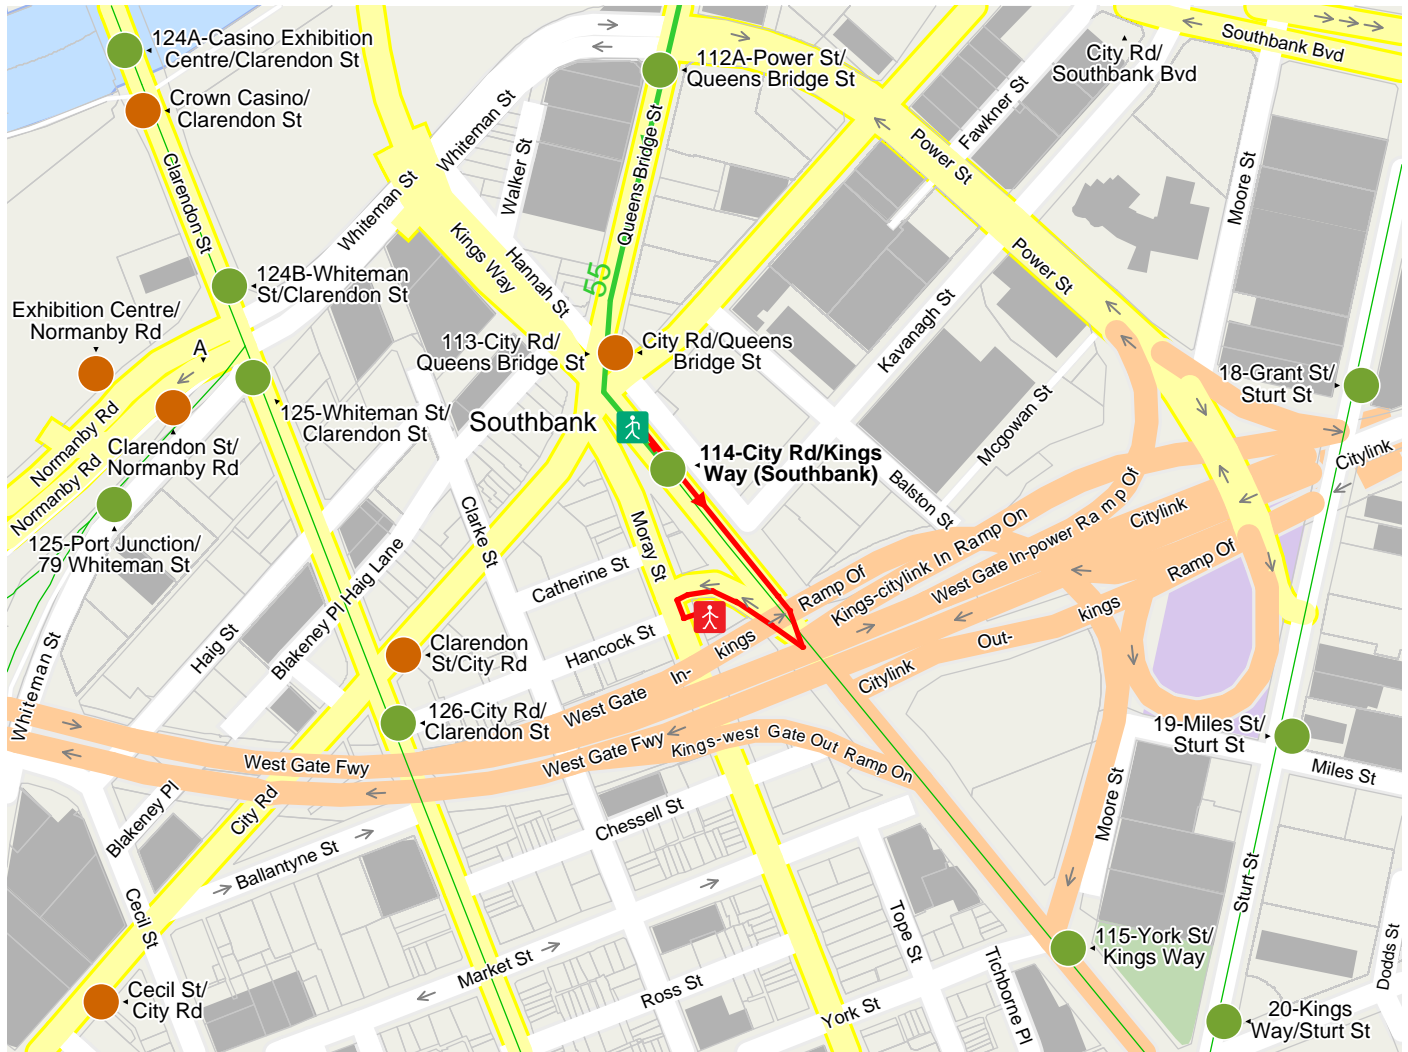 124A-Casino Exhibition
Centre/Clarendon St
Crown Casino/
Clarendon St
112A-Power St/
Queens Bridge St
City Rd/
Southbank Bvd
Southbank Bvd
Whiteman St
Walker St
Queens Bridge St
Fawkner St
Power St
Moore St
Clarendon St
Whiteman St
Kings Way
Hannah St
55
Power St
124B-Whiteman
St/Clarendon St
Exhibition Centre/
Normanby Rd
A
113-City Rd/
Queens Bridge St
City Rd/Queens
Bridge St
Kavanagh St
18-Grant St/
Sturt St
Mcgowan St
Normanby Rd
Normanby Rd
Clarendon St/
Normanby Rd
125-Whiteman St/
Clarendon St
Southbank
114-City Rd/Kings
Way (Southbank)
Balston St
Citylink
125-Port Junction/
79 Whiteman St
Clarke St
Moray St
Haig Lane
Blakeney Pl
Catherine St
Ramp Of
Kings-citylink In Ramp On
West Gate In-power Ramp Of
Citylink
Ramp Of
kings
Out-
Citylink
Haig St
Whiteman St
Hancock St
Clarendon
St/City Rd
West Gate
In-
kings
126-City Rd/
Clarendon St
West Gate Fwy
West Gate Fwy
Kings-west Gate Out Ramp On
19-Miles St/
Sturt St
Miles St
Blakeney Pl
City Rd
Ballantyne St
Chessell St
Moore St
Sturt St
Cecil St
Market St
Tope St
Tichborne Pl
115-York St/
Kings Way
Dodds St
Cecil St/
City Rd
Ross St
York St
20-Kings
Way/Sturt St